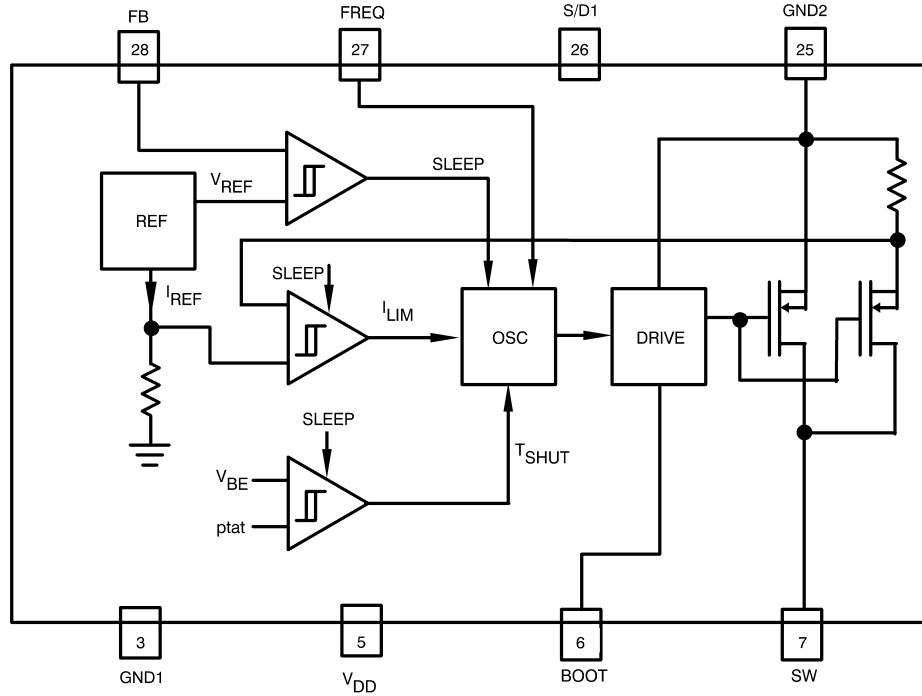 FB
FREQ
S/D1
GND2
28
27
26
25
SLEEP
VREF
REF
SLEEP
IREF
ILIM
OSC
DRIVE
SLEEP
TSHUT
VBE
ptat
3
5
6
7
GND1
VDD
BOOT
SW